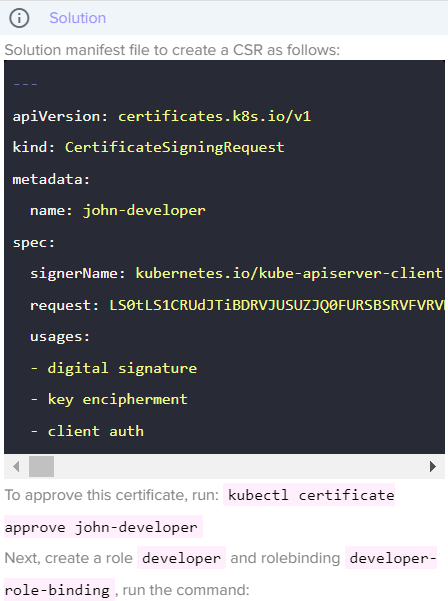 Solution
Solution manifest file to create a CSR as follows:
---
apiVersion: certificates.k8s.io/v1
kind: CertificateSigningRequest
metadata:
  name: john-developer
spec:
  signerName: kubernetes.io/kube-apiserver-client
  request: LS0tLS1CRUdJTiBDRVJUSUZJQ0FURSBSRVFVRV
  usages:
  - digital signature
  - key encipherment
  - client auth
To approve this certificate, run: kubectl certificate
approve john-developer
Next, create a role developer and rolebinding developer-
role-binding , run the command: